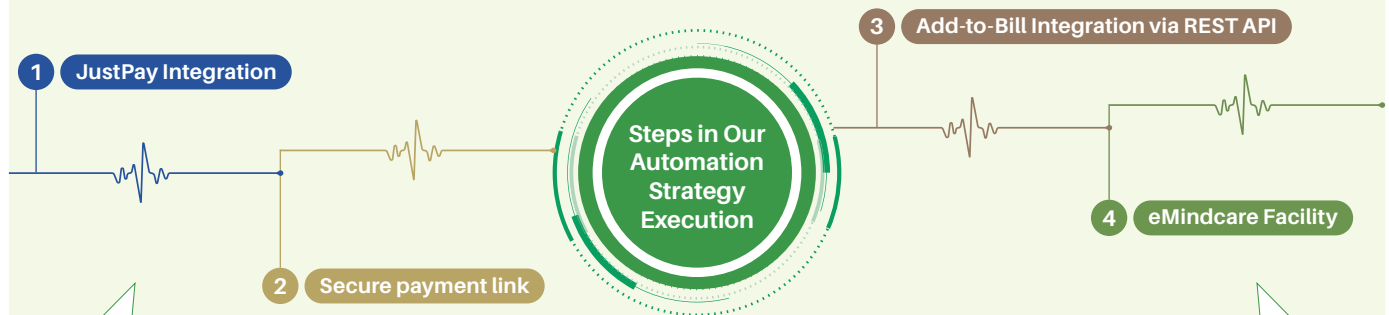 1 JustPay Integration
2 Secure payment link
Steps in Our
Automation
Strategy
Execution
3 Add-to-Bill Integration via REST API
4 eMindcare Facility